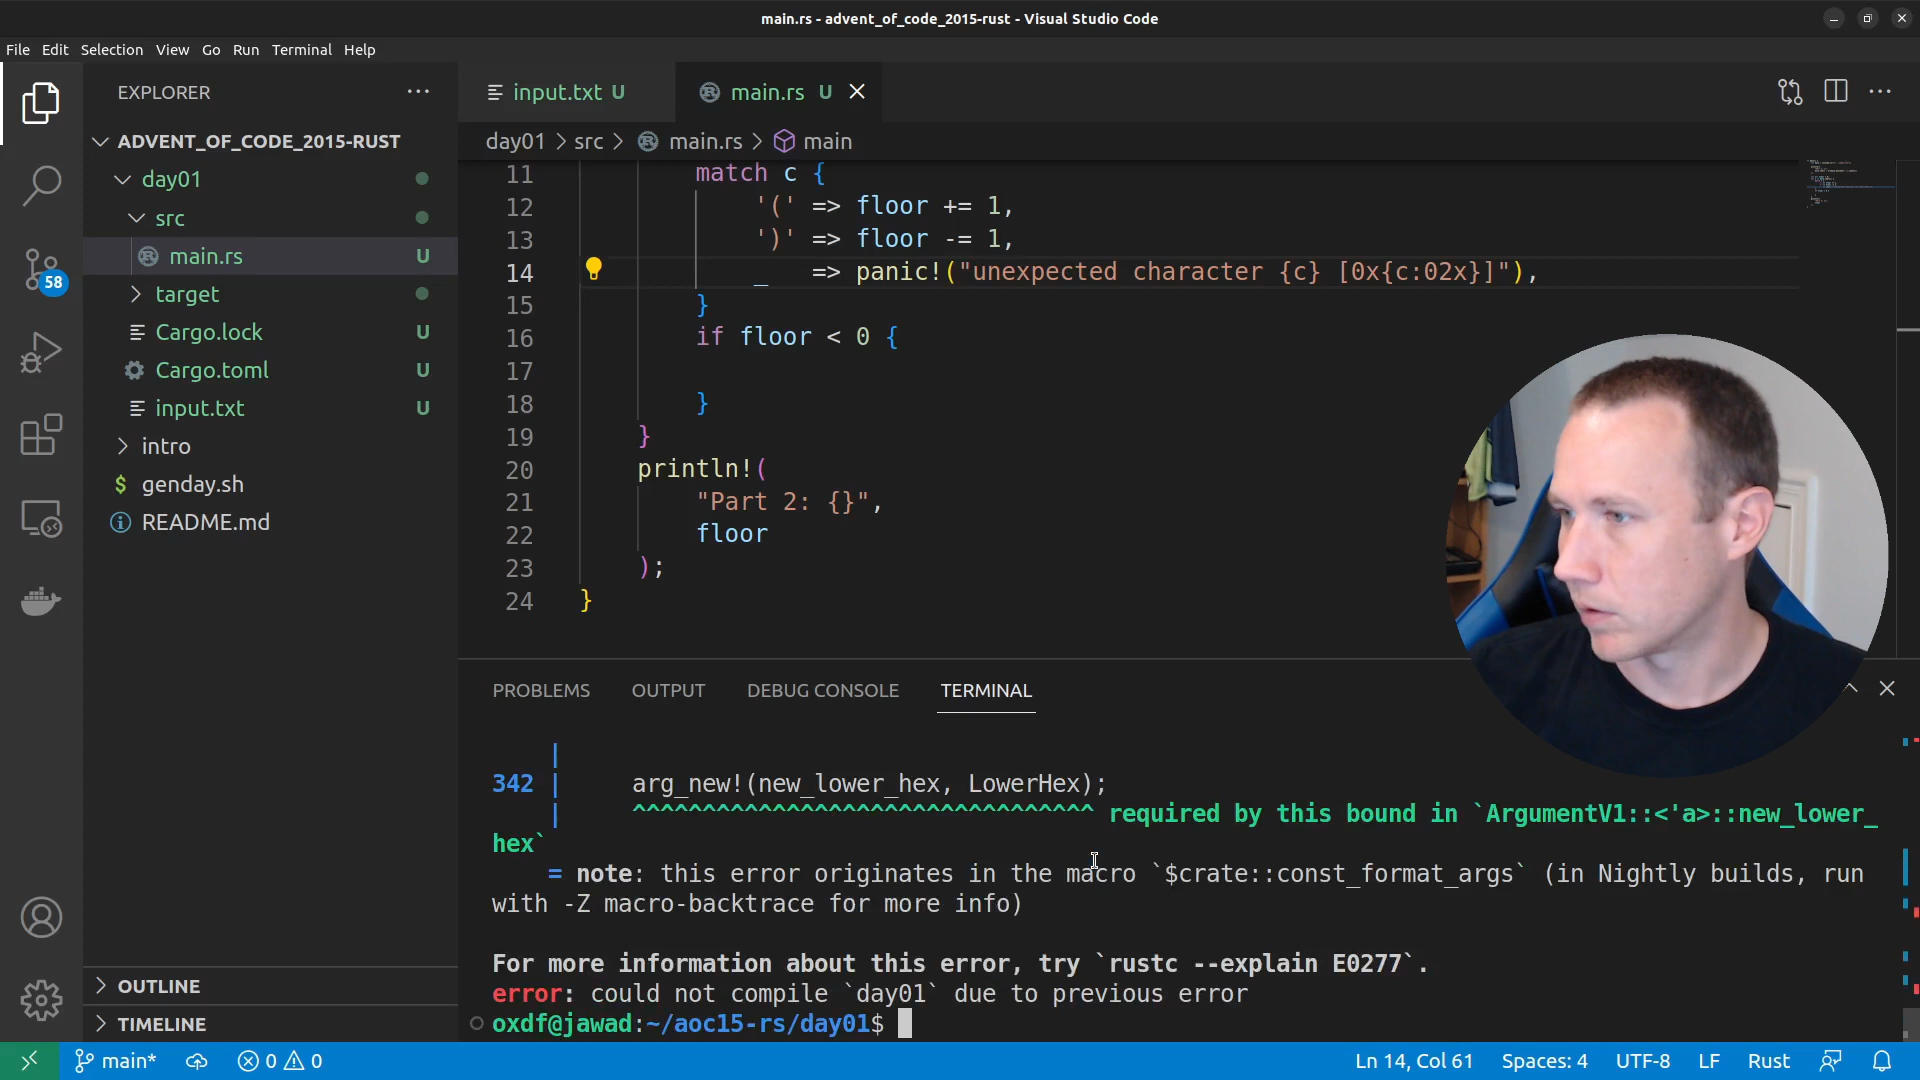 main.rs - advent_of_code_2015-rust - Visual Studio Code
File Edit Selection View Go Run Terminal Help
EXPLORER
input.txt U
main.rs U
ADVENT_OF_CODE_2015-RUST
day01
src
main.rs U
target
Cargo.lock U
Cargo.toml U
input.txt U
intro
genday.sh
README.md
58
OUTLINE
TIMELINE
day01 > src > main.rs > main
11 match c {
12 '(' => floor += 1,
13 ')' => floor -= 1,
14 _ => panic!("unexpected character {c} [0x{c:02x}]"),
15 }
16 if floor < 0 {
17
18 }
19 }
20 println!(
21 "Part 2: {}",
22 floor
23 );
24 }
PROBLEMS OUTPUT DEBUG CONSOLE TERMINAL
|
342 | arg_new!(new_lower_hex, LowerHex);
| ^^^^^^^^^^^^^^^^^^^^^^^^^^^^^^^^^ required by this bound in `ArgumentV1::<'a>::new_lower_
hex`
= note: this error originates in the macro `$crate::const_format_args` (in Nightly builds, run
with -Z macro-backtrace for more info)
For more information about this error, try `rustc --explain E0277`.
error: could not compile `day01` due to previous error
oxdf@jawad:~/aoc15-rs/day01$
main* 0 0 Ln 14, Col 61 Spaces: 4 UTF-8 LF Rust